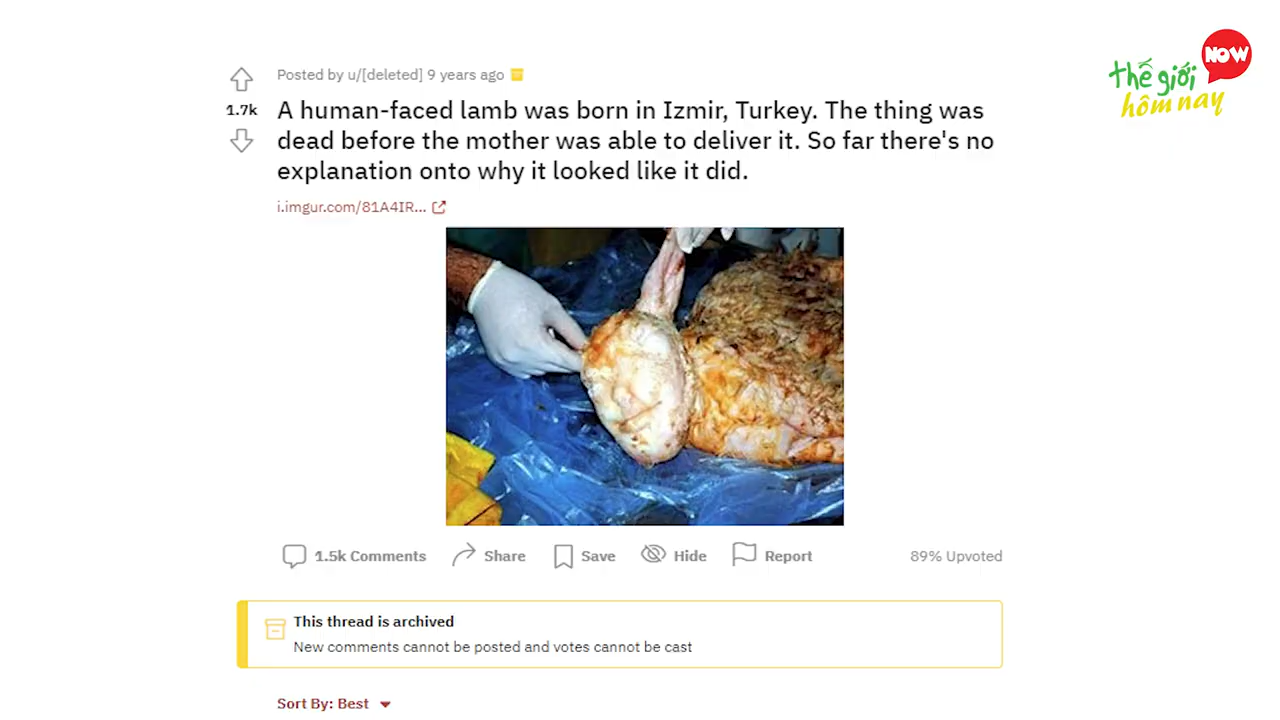 NOW
thế giới
hôm nay
Posted by u/[deleted] 9 years ago
1.7k
A human-faced lamb was born in Izmir, Turkey. The thing was
dead before the mother was able to deliver it. So far there's no
explanation onto why it looked like it did.
i.imgur.com/81A4IR...
1.5k Comments
Share
Save
Hide
Report
89% Upvoted
This thread is archived
New comments cannot be posted and votes cannot be cast
Sort By: Best